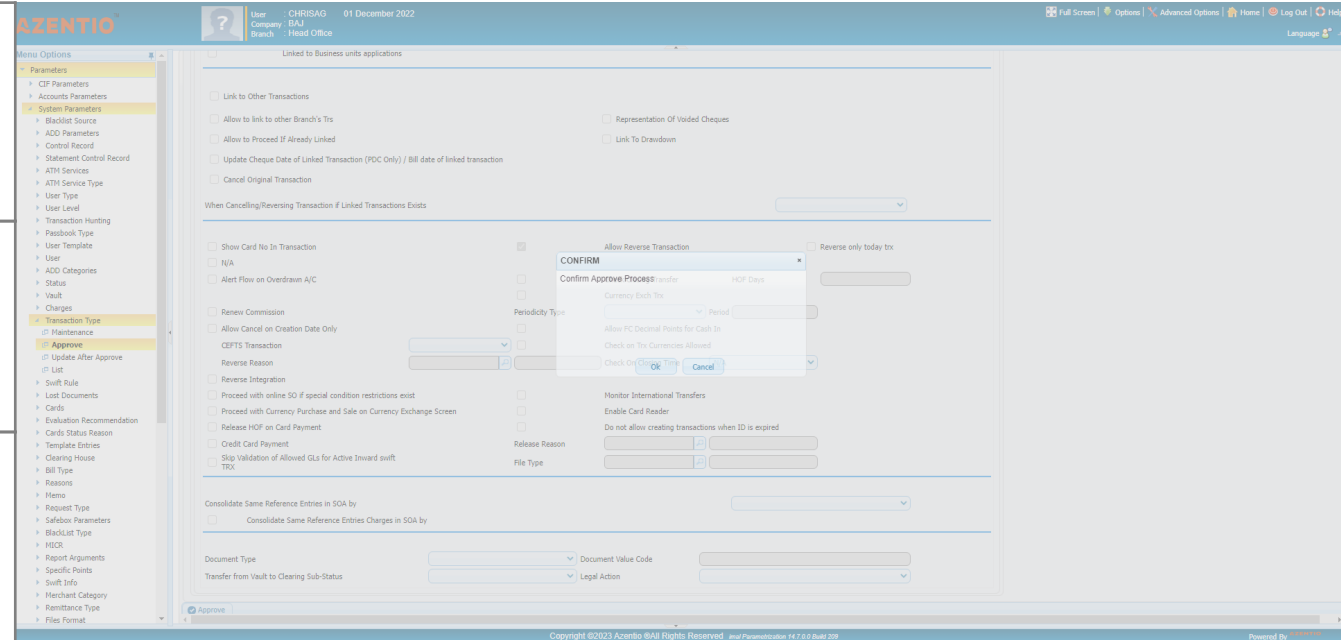 AZENTIO
User : CHRISAG 01 December 2022
Company : BAJ
Branch : Head Office
Full Screen | Options | Advanced Options | Home | Log Out | Help
Language
Menu Options
Parameters
CIF Parameters
Accounts Parameters
System Parameters
Blacklist Source
ADD Parameters
Control Record
Statement Control Record
ATM Services
ATM Service Type
User Type
User Level
Transaction Hunting
Passbook Type
User Template
User
ADD Categories
Status
Vault
Charges
Transaction Type
Maintenance
Approve
Update After Approve
List
Swift Rule
Lost Documents
Cards
Evaluation Recommendation
Cards Status Reason
Template Entries
Clearing House
Bill Type
Reasons
Memo
Request Type
Safebox Parameters
BlackList Type
MICR
Report Arguments
Specific Points
Swift Info
Merchant Category
Remittance Type
Files Format
Linked to Business units applications
Link to Other Transactions
Allow to link to other Branch's Trs Representation Of Voided Cheques
Allow to Proceed If Already Linked Link To Drawdown
Update Cheque Date of Linked Transaction (PDC Only) / Bill date of linked transaction
Cancel Original Transaction
When Cancelling/Reversing Transaction if Linked Transactions Exists
Show Card No In Transaction Allow Reverse Transaction Reverse only today trx
N/A
Alert Flow on Overdrawn A/C Transfer HOF Days
Currency Exch Trx
Renew Commission Periodicity Type Period
Allow Cancel on Creation Date Only Allow FC Decimal Points for Cash In
CEFTS Transaction Check on Trx Currencies Allowed
Reverse Reason Check On Time
Reverse Integration
Proceed with online SO if special condition restrictions exist Monitor International Transfers
Proceed with Currency Purchase and Sale on Currency Exchange Screen Enable Card Reader
Release HOF on Card Payment Do not allow creating transactions when ID is expired
Credit Card Payment Release Reason
Skip Validation of Allowed GLs for Active Inward swift
TRX File Type
Consolidate Same Reference Entries in SOA by
Consolidate Same Reference Entries Charges in SOA by
Document Type Document Value Code
Transfer from Vault to Clearing Sub-Status Legal Action
CONFIRM
Confirm Approve Process
Ok Cancel
Approve
Copyright ©2023 Azentio ®All Rights Reserved imal Parametrization 14.7.0.0 Build 209 Powered By AZENTIO